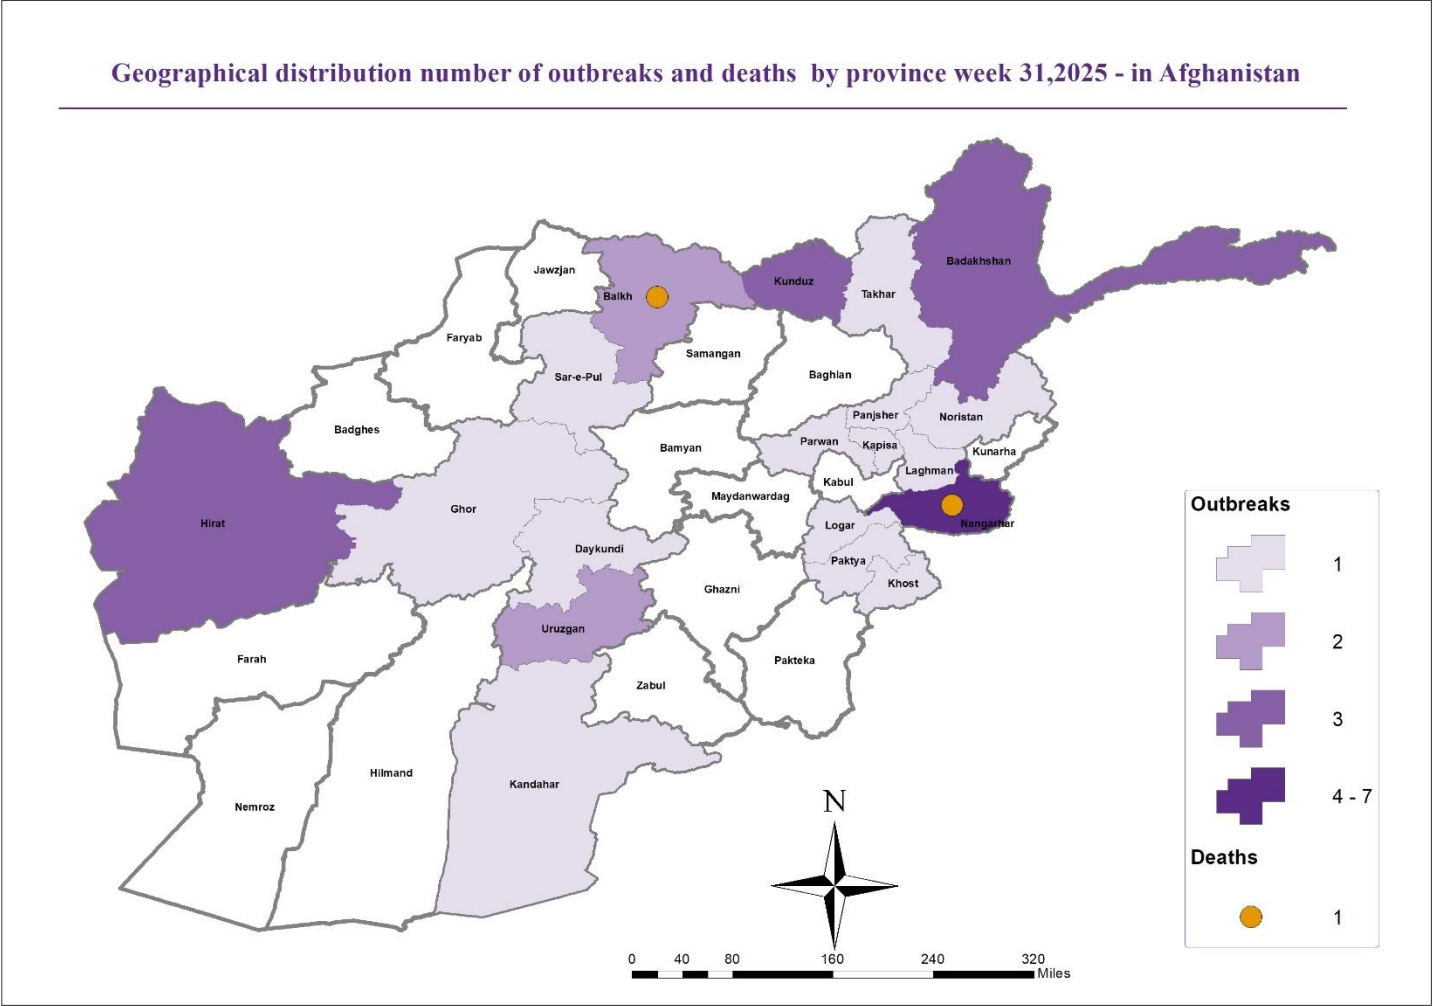 Geographical distribution number of outbreaks and deaths by province week 31,2025 - in Afghanistan
Badakhshan
Jawzjan
Kunduz
Takhar
Balkh
Faryab
Samangan
Baghlan
Sar-e-Pul
Panjsher
Noristan
Badghes
Parwan
Kapisa
Bamyan
Kunarha
Laghman
Kabul
Maydanwardag
Ghor
Hirat
Nangarhar
Logar
Daykundi
Paktya
Khost
Ghazni
Uruzgan
Farah
Pakteka
Zabul
Hilmand
Kandahar
Nemroz
Outbreaks
1
2
3
4 - 7
Deaths
1
N
0 40 80 160 240 320
Miles